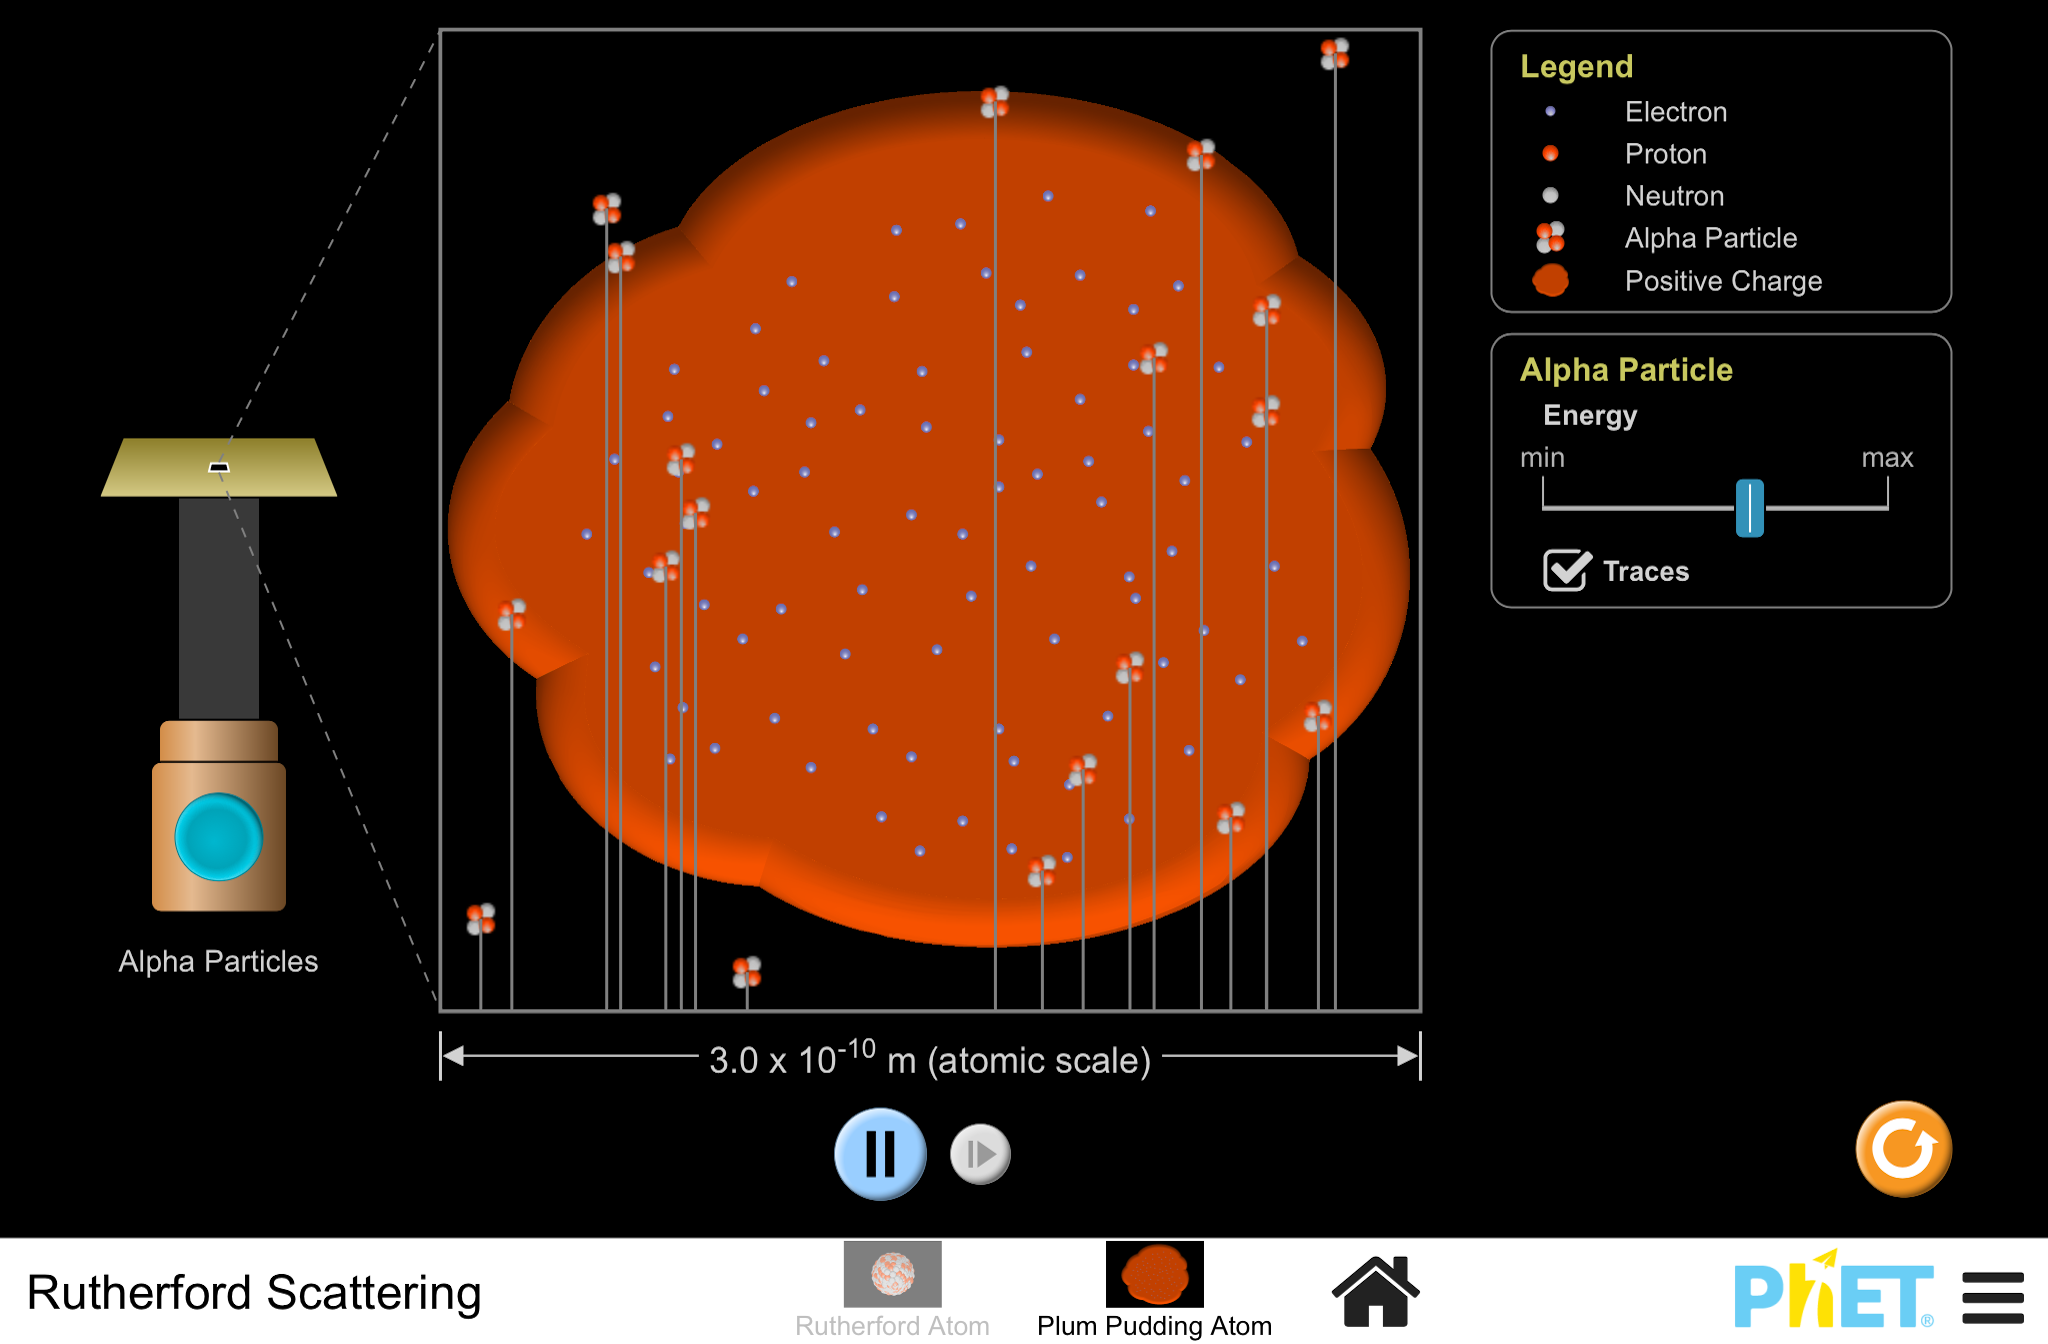 Legend
Electron
Proton
Neutron
Alpha Particle
Positive Charge
Alpha Particle
Energy
min max
Traces
Alpha Particles
3.0 x 10⁻¹⁰ m (atomic scale)
Rutherford Scattering
Rutherford Atom
Plum Pudding Atom
PhET®